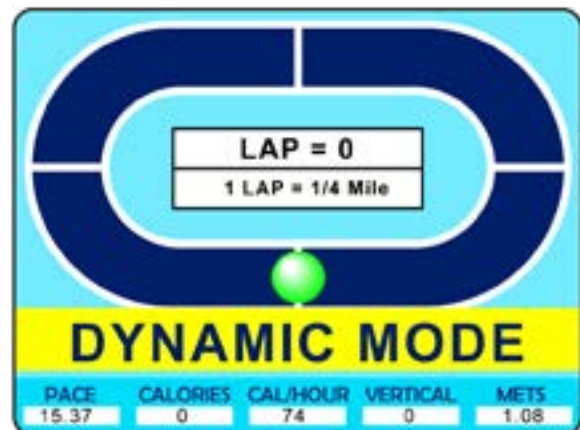 LAP = 0
1 LAP = 1/4 Mile
DYNAMIC MODE
PACE CALORIES CAL/HOUR VERTICAL METS
15.37 0 74 0 1.08